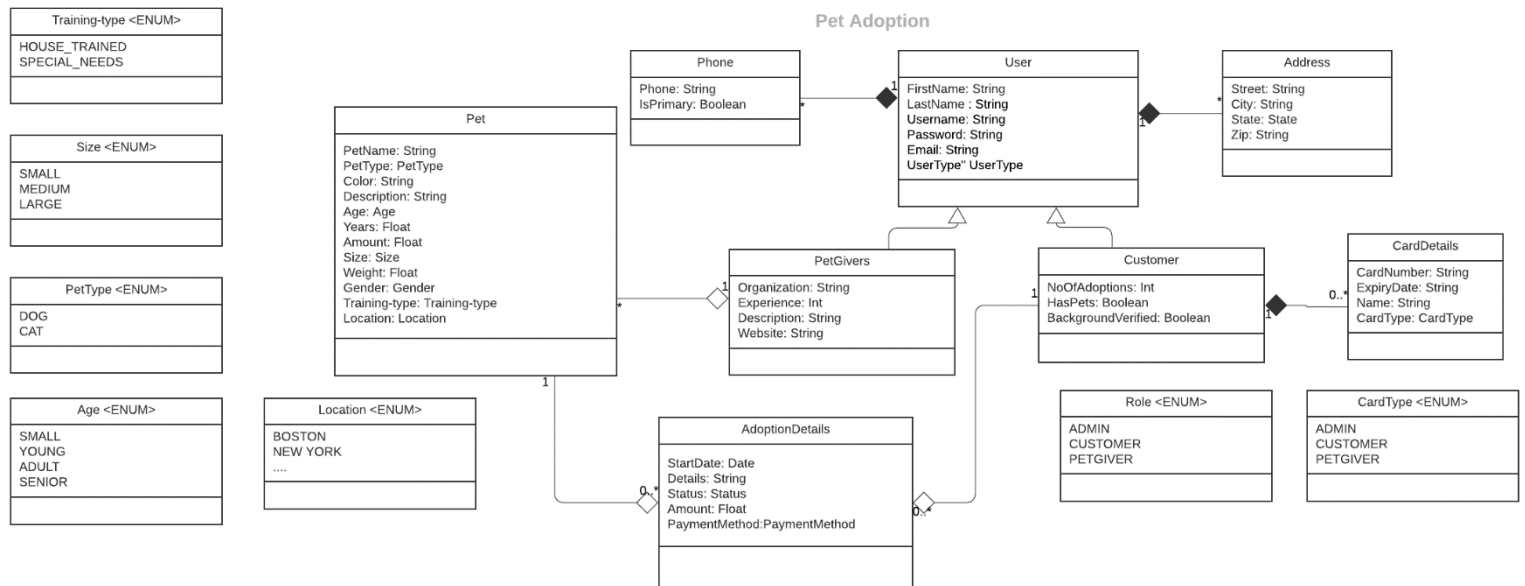 Pet Adoption
Training-type <ENUM>
HOUSE_TRAINED
SPECIAL_NEEDS
Size <ENUM>
SMALL
MEDIUM
LARGE
PetType <ENUM>
DOG
CAT
Age <ENUM>
SMALL
YOUNG
ADULT
SENIOR
Location <ENUM>
BOSTON
NEW YORK
....
Pet
PetName: String
PetType: PetType
Color: String
Description: String
Age: Age
Years: Float
Amount: Float
Size: Size
Weight: Float
Gender: Gender
Training-type: Training-type
Location: Location
*
1
1
0..*
Phone
Phone: String
IsPrimary: Boolean
*
1
User
FirstName: String
LastName : String
Username: String
Password: String
Email: String
UserType" UserType
1
*
Address
Street: String
City: String
State: State
Zip: String
PetGivers
Organization: String
Experience: Int
Description: String
Website: String
Customer
NoOfAdoptions: Int
HasPets: Boolean
BackgroundVerified: Boolean
1
0..*
1
0..*
CardDetails
CardNumber: String
ExpiryDate: String
Name: String
CardType: CardType
AdoptionDetails
StartDate: Date
Details: String
Status: Status
Amount: Float
PaymentMethod:PaymentMethod
Role <ENUM>
ADMIN
CUSTOMER
PETGIVER
CardType <ENUM>
ADMIN
CUSTOMER
PETGIVER